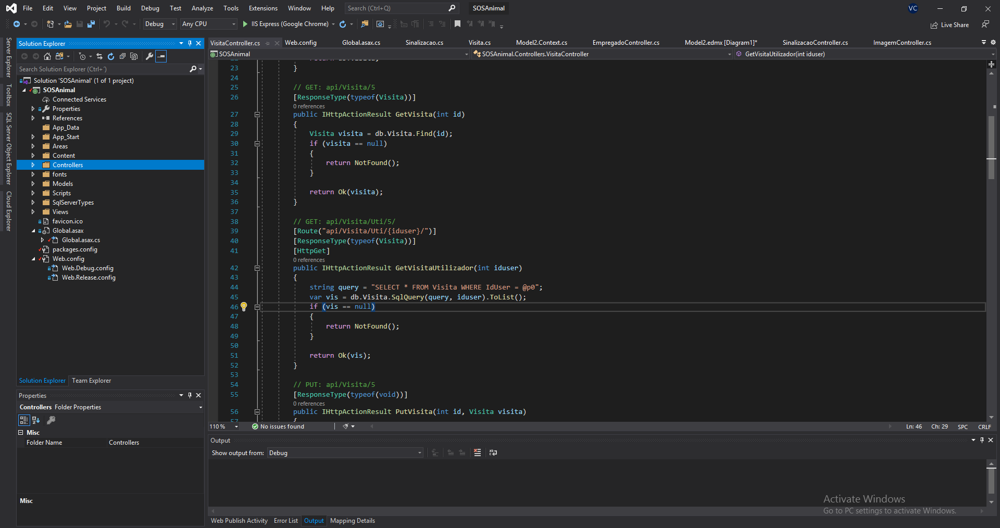 File Edit View Project Build Debug Test Analyze Tools Extensions Window Help Search (Ctrl+Q) SOSAnimal VC
Debug Any CPU IIS Express (Google Chrome) Live Share
Server Explorer
Toolbox
SQL Server Object Explorer
Cloud Explorer
Solution Explorer
Search Solution Explorer (Ctrl+´)
Solution 'SOSAnimal' (1 of 1 project)
SOSAnimal
Connected Services
Properties
References
App_Data
App_Start
Areas
Content
Controllers
fonts
Models
Scripts
SqlServerTypes
Views
favicon.ico
Global.asax
Global.asax.cs
packages.config
Web.config
Web.Debug.config
Web.Release.config
Solution Explorer Team Explorer
Properties
Controllers Folder Properties
Misc
Folder Name Controllers
Misc
VisitaController.cs Web.config Global.asax.cs Sinalizacao.cs Visita.cs Model2.Context.cs EmpregadoController.cs Model2.edmx [Diagram1]* SinalizacaoController.cs ImagemController.cs
SOSAnimal SOSAnimal.Controllers.VisitaController GetVisitaUtilizador(int iduser)
23 }
24
25 // GET: api/Visita/5
26 [ResponseType(typeof(Visita))]
0 references
27 public IHttpActionResult GetVisita(int id)
28 {
29 Visita visita = db.Visita.Find(id);
30 if (visita == null)
31 {
32 return NotFound();
33 }
34
35 return Ok(visita);
36 }
37
38 // GET: api/Visita/Uti/5/
39 [Route("api/Visita/Uti/{iduser}/")]
40 [ResponseType(typeof(Visita))]
41 [HttpGet]
0 references
42 public IHttpActionResult GetVisitaUtilizador(int iduser)
43 {
44 string query = "SELECT * FROM Visita WHERE IdUser = @p0";
45 var vis = db.Visita.SqlQuery(query, iduser).ToList();
46 if (vis == null)
47 {
48 return NotFound();
49 }
50
51 return Ok(vis);
52 }
53
54 // PUT: api/Visita/5
55 [ResponseType(typeof(void))]
0 references
56 public IHttpActionResult PutVisita(int id, Visita visita)
57 {
110 % No issues found Ln: 46 Ch: 29 SPC CRLF
Output
Show output from: Debug
Activate Windows
Go to PC settings to activate Windows.
Web Publish Activity Error List Output Mapping Details